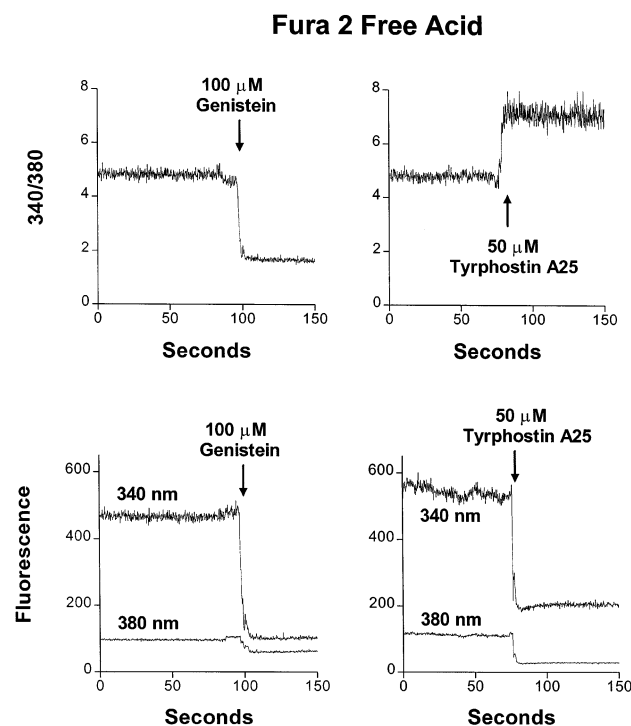 Fura 2 Free Acid
340/380
8
6
4
2
0
100 μM
Genistein
0
50
100
150
Seconds
8
6
4
2
0
50 μM
Tyrphostin A25
0
50
100
150
Seconds
Fluorescence
600
400
200
0
100 μM
Genistein
340 nm
380 nm
0
50
100
150
Seconds
600
400
200
0
50 μM
Tyrphostin A25
340 nm
380 nm
0
50
100
150
Seconds